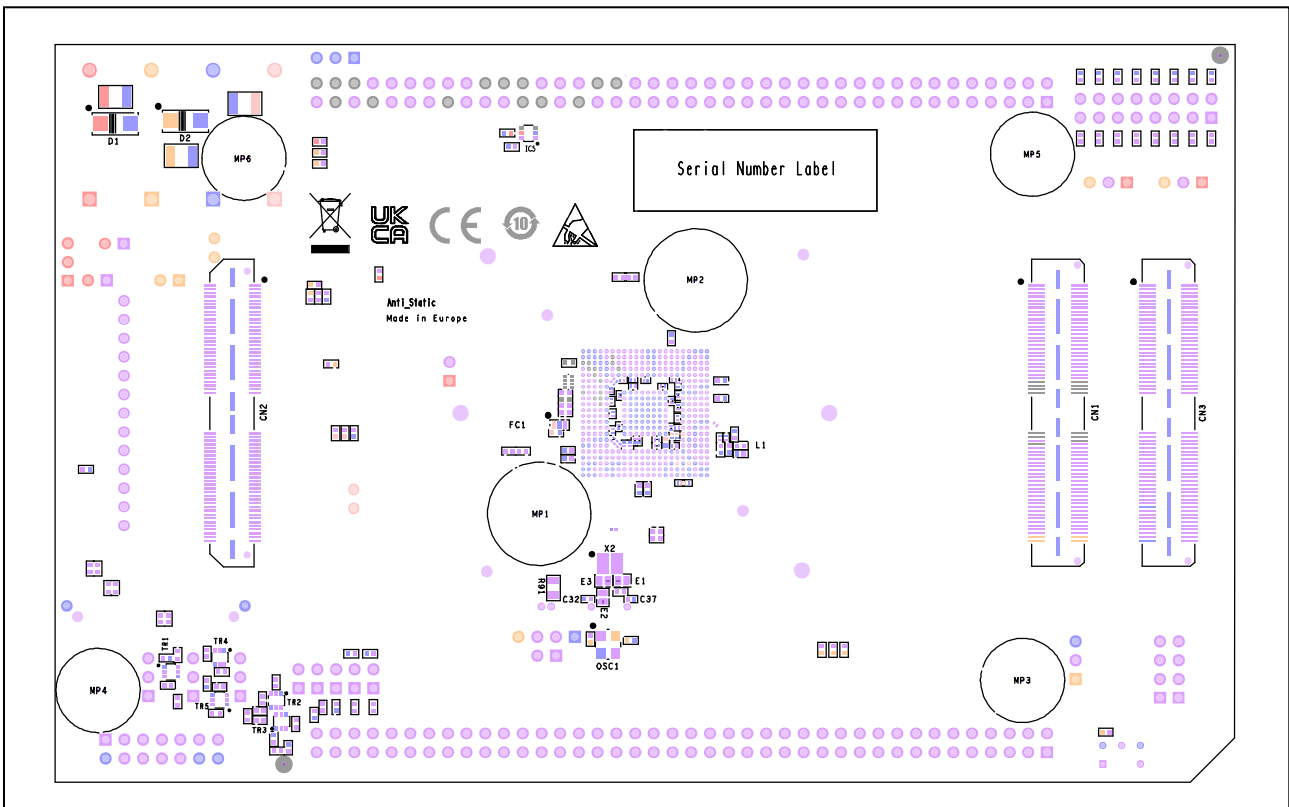 D1
D2
MP6
IC5
Serial Number Label
MP5
UK
CA
CE
10
MP2
Anti_Static
Made in Europe
CN2
FC1
L1
CN1
CN3
MP1
X2
R91
E3
E1
C32
C37
E2
OSC1
TR1
TR4
MP4
TR5
TR2
TR3
MP3